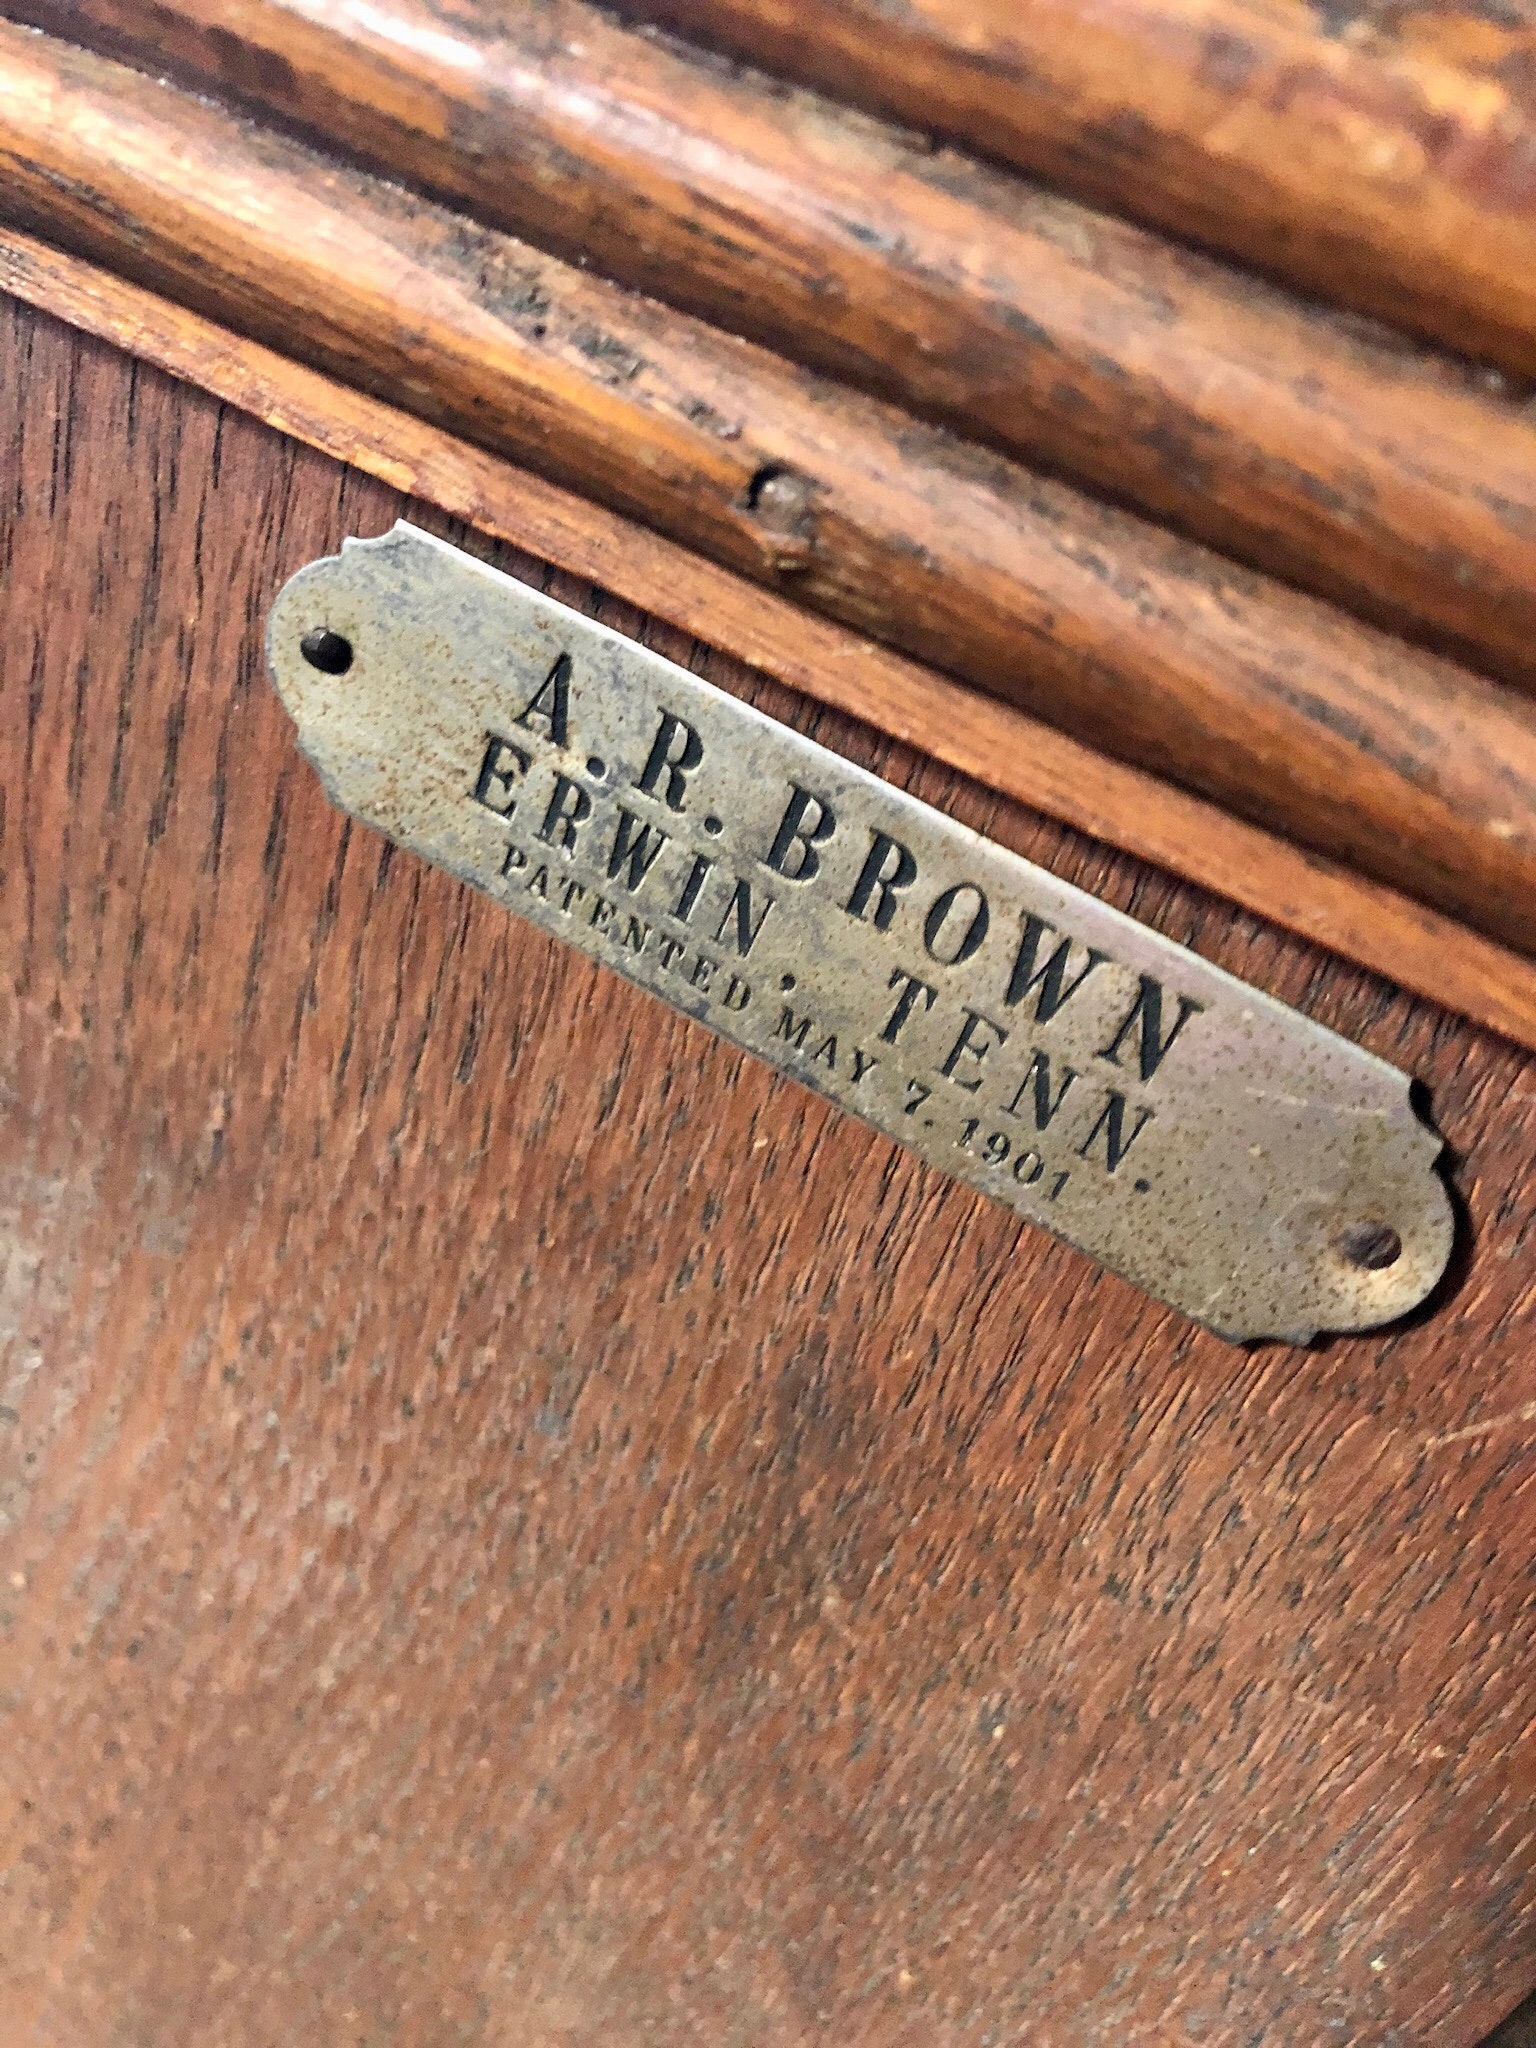 A. R. BROWN
ERWIN. TENN.
PATENTED MAY 7. 1901